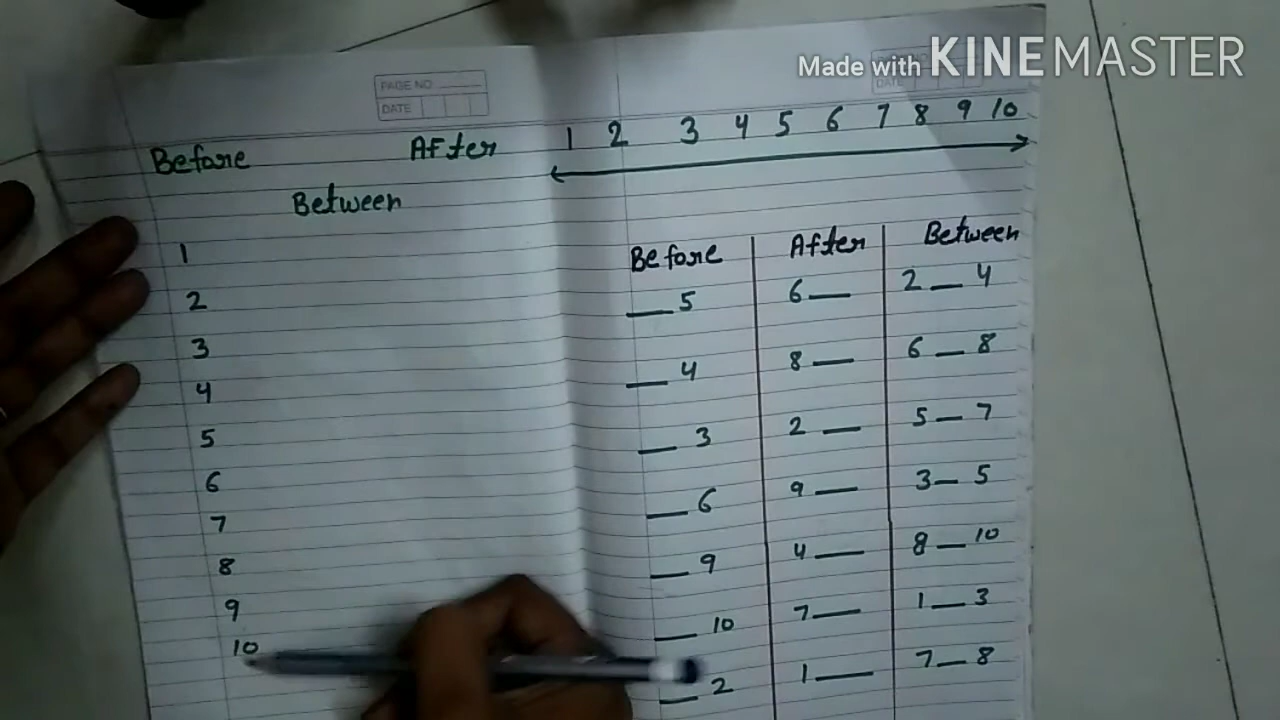 Made with KINEMASTER
PAGE NO.
DATE
Before After
Between
1
2
3
4
5
6
7
8
9
10
1 2 3 4 5 6 7 8 9 10
Before After Between
__ 5 6 __ 2 __ 4
__ 4 8 __ 6 __ 8
__ 3 2 __ 5 __ 7
__ 6 9 __ 3 __ 5
__ 9 4 __ 8 __ 10
__ 10 7 __ 1 __ 3
__ 2 1 __ 7 __ 8